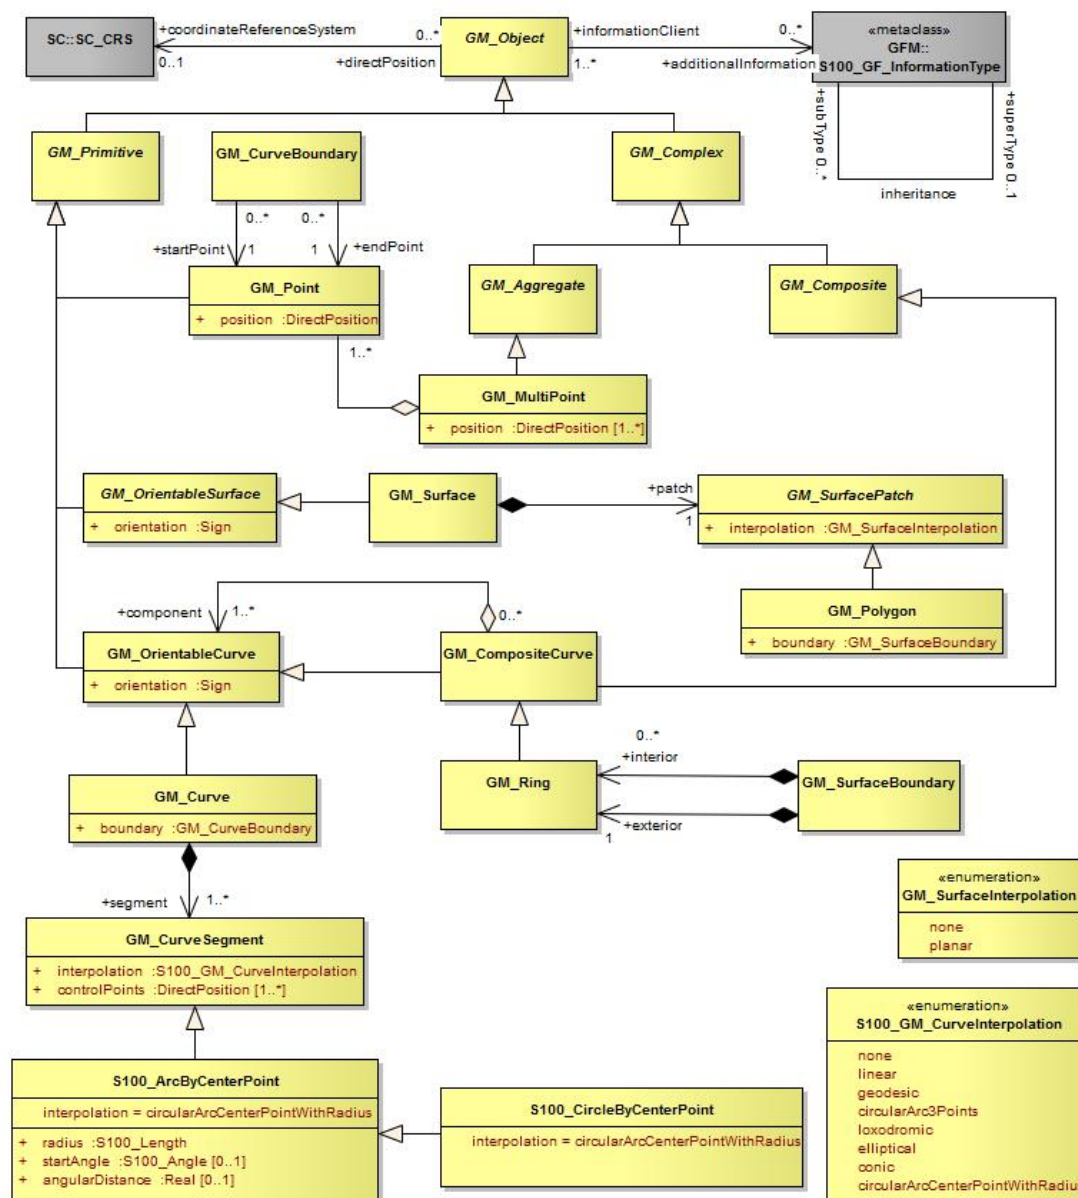 SC::SC_CRS
+coordinateReferenceSystem
0..1
0..*
+directPosition
GM_Object
+informationClient
1..*
0..*
+additionalInformation
«metaclass»
GFM::
S100_GF_InformationType
+subType 0..*
+superType 0..1
inheritance
GM_Primitive
GM_CurveBoundary
GM_Complex
0..*
0..*
+startPoint
1
1
+endPoint
GM_Point
+ position :DirectPosition
1..*
GM_Aggregate
GM_Composite
GM_MultiPoint
+ position :DirectPosition [1..*]
GM_OrientableSurface
+ orientation :Sign
GM_Surface
+patch
1
GM_SurfacePatch
+ interpolation :GM_SurfaceInterpolation
GM_Polygon
+ boundary :GM_SurfaceBoundary
+component
1..*
0..*
GM_OrientableCurve
+ orientation :Sign
GM_CompositeCurve
GM_Curve
+ boundary :GM_CurveBoundary
GM_Ring
0..*
+interior
+exterior
1
GM_SurfaceBoundary
+segment
1..*
GM_CurveSegment
+ interpolation :S100_GM_CurveInterpolation
+ controlPoints :DirectPosition [1..*]
«enumeration»
GM_SurfaceInterpolation
none
planar
S100_ArcByCenterPoint
interpolation = circularArcCenterPointWithRadius
+ radius :S100_Length
+ startAngle :S100_Angle [0..1]
+ angularDistance :Real [0..1]
S100_CircleByCenterPoint
interpolation = circularArcCenterPointWithRadius
«enumeration»
S100_GM_CurveInterpolation
none
linear
geodesic
circularArc3Points
loxodromic
elliptical
conic
circularArcCenterPointWithRadiu